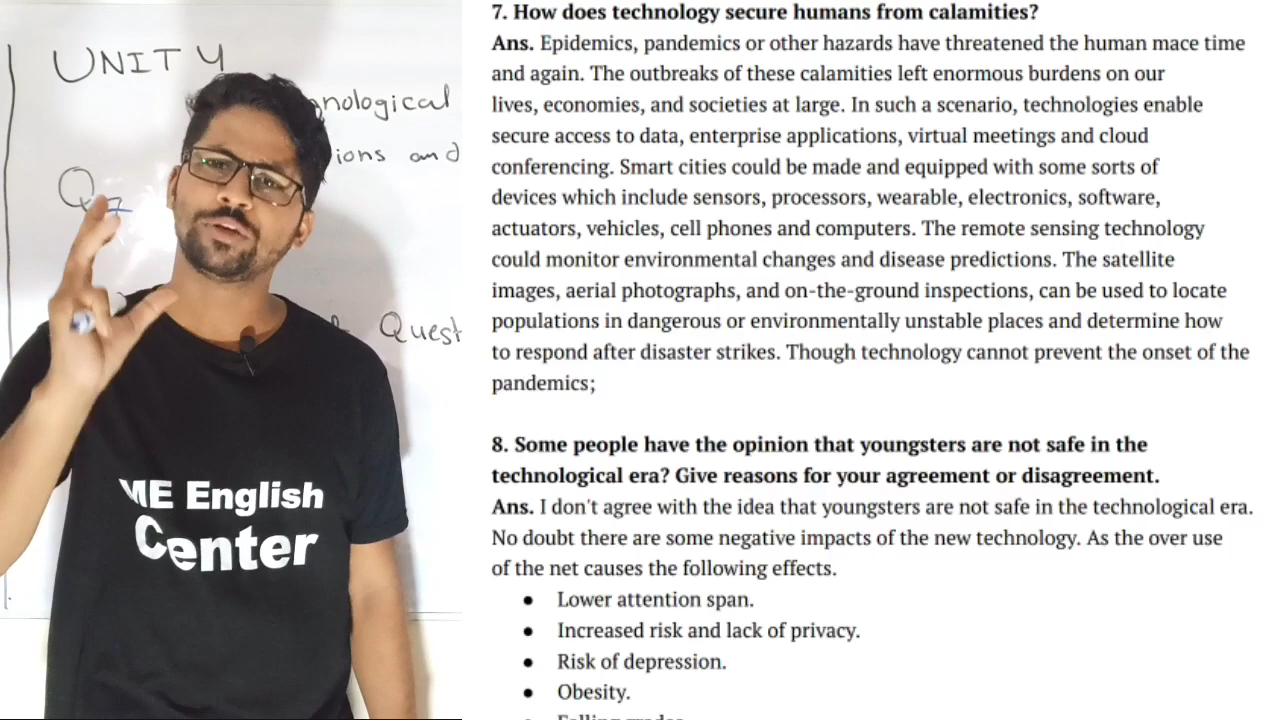 UNITY
nological
ions and
Q7
Quest
ME English
Center
7. How does technology secure humans from calamities?
Ans. Epidemics, pandemics or other hazards have threatened the human mace time
and again. The outbreaks of these calamities left enormous burdens on our
lives, economies, and societies at large. In such a scenario, technologies enable
secure access to data, enterprise applications, virtual meetings and cloud
conferencing. Smart cities could be made and equipped with some sorts of
devices which include sensors, processors, wearable, electronics, software,
actuators, vehicles, cell phones and computers. The remote sensing technology
could monitor environmental changes and disease predictions. The satellite
images, aerial photographs, and on-the-ground inspections, can be used to locate
populations in dangerous or environmentally unstable places and determine how
to respond after disaster strikes. Though technology cannot prevent the onset of the
pandemics;
8. Some people have the opinion that youngsters are not safe in the
technological era? Give reasons for your agreement or disagreement.
Ans. I don't agree with the idea that youngsters are not safe in the technological era.
No doubt there are some negative impacts of the new technology. As the over use
of the net causes the following effects.
• Lower attention span.
• Increased risk and lack of privacy.
• Risk of depression.
• Obesity.